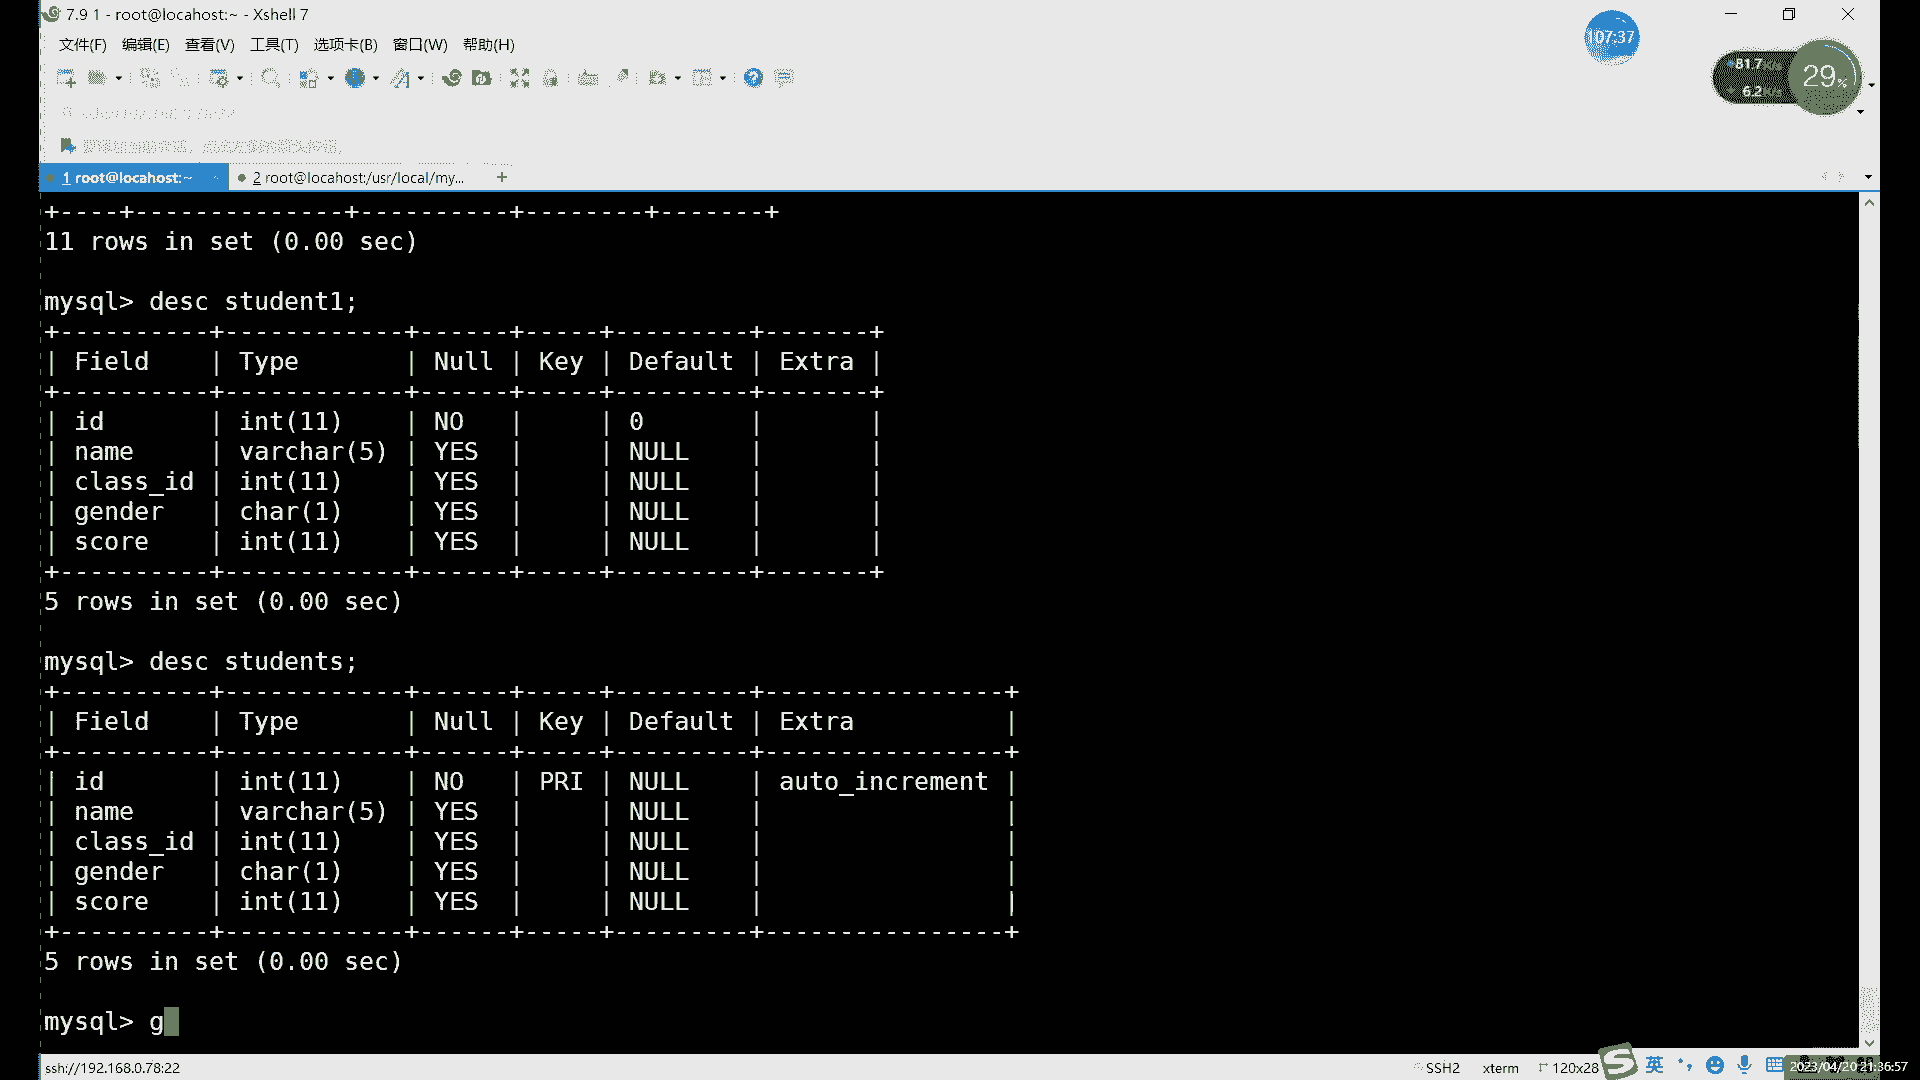 7.9 1 - root@locahost:~ - Xshell 7
107:37
文件(F) 编辑(E) 查看(V) 工具(T) 选项卡(B) 窗口(W) 帮助(H)
81.7K/s
6.2K/s
29%
1 root@locahost:~
2 root@locahost:/usr/local/my...
+
+----+--------------+----------+--------+-------+
11 rows in set (0.00 sec)
mysql> desc student1;
+----------+------------+------+-----+---------+-------+
| Field    | Type       | Null | Key | Default | Extra |
+----------+------------+------+-----+---------+-------+
| id       | int(11)    | NO   |     | 0       |       |
| name     | varchar(5) | YES  |     | NULL    |       |
| class_id | int(11)    | YES  |     | NULL    |       |
| gender   | char(1)    | YES  |     | NULL    |       |
| score    | int(11)    | YES  |     | NULL    |       |
+----------+------------+------+-----+---------+-------+
5 rows in set (0.00 sec)
mysql> desc students;
+----------+------------+------+-----+---------+----------------+
| Field    | Type       | Null | Key | Default | Extra          |
+----------+------------+------+-----+---------+----------------+
| id       | int(11)    | NO   | PRI | NULL    | auto_increment |
| name     | varchar(5) | YES  |     | NULL    |                |
| class_id | int(11)    | YES  |     | NULL    |                |
| gender   | char(1)    | YES  |     | NULL    |                |
| score    | int(11)    | YES  |     | NULL    |                |
+----------+------------+------+-----+---------+----------------+
5 rows in set (0.00 sec)
mysql> g
ssh://192.168.0.78:22
SSH2 xterm 120x28
英
2023/04/20 21:36:57